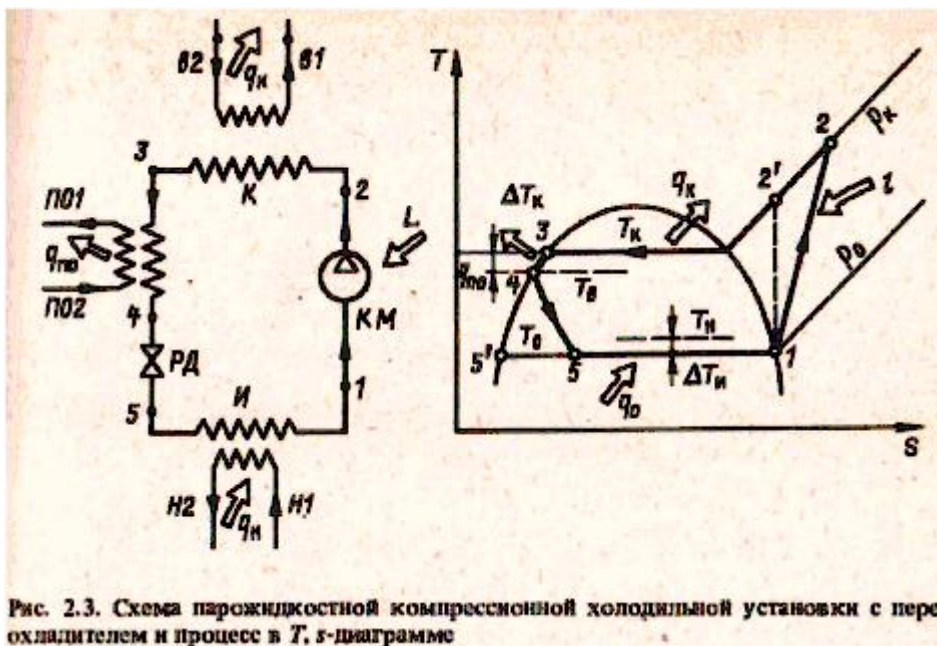 в2
qк
в1
3
К
2
ПО1
qпо
ПО2
4
L
КМ
РД
5
И
1
Н2
qн
Н1
T
ΔTк
3
qпо
4
Tк
qк
2'
2
pк
l
p0
Tв
T0
5'
5
q0
Tн
ΔTи
1
S
Рис. 2.3. Схема парожидкостной компрессионной холодильной установки с пере
охладителем и процесс в T, s-диаграмме